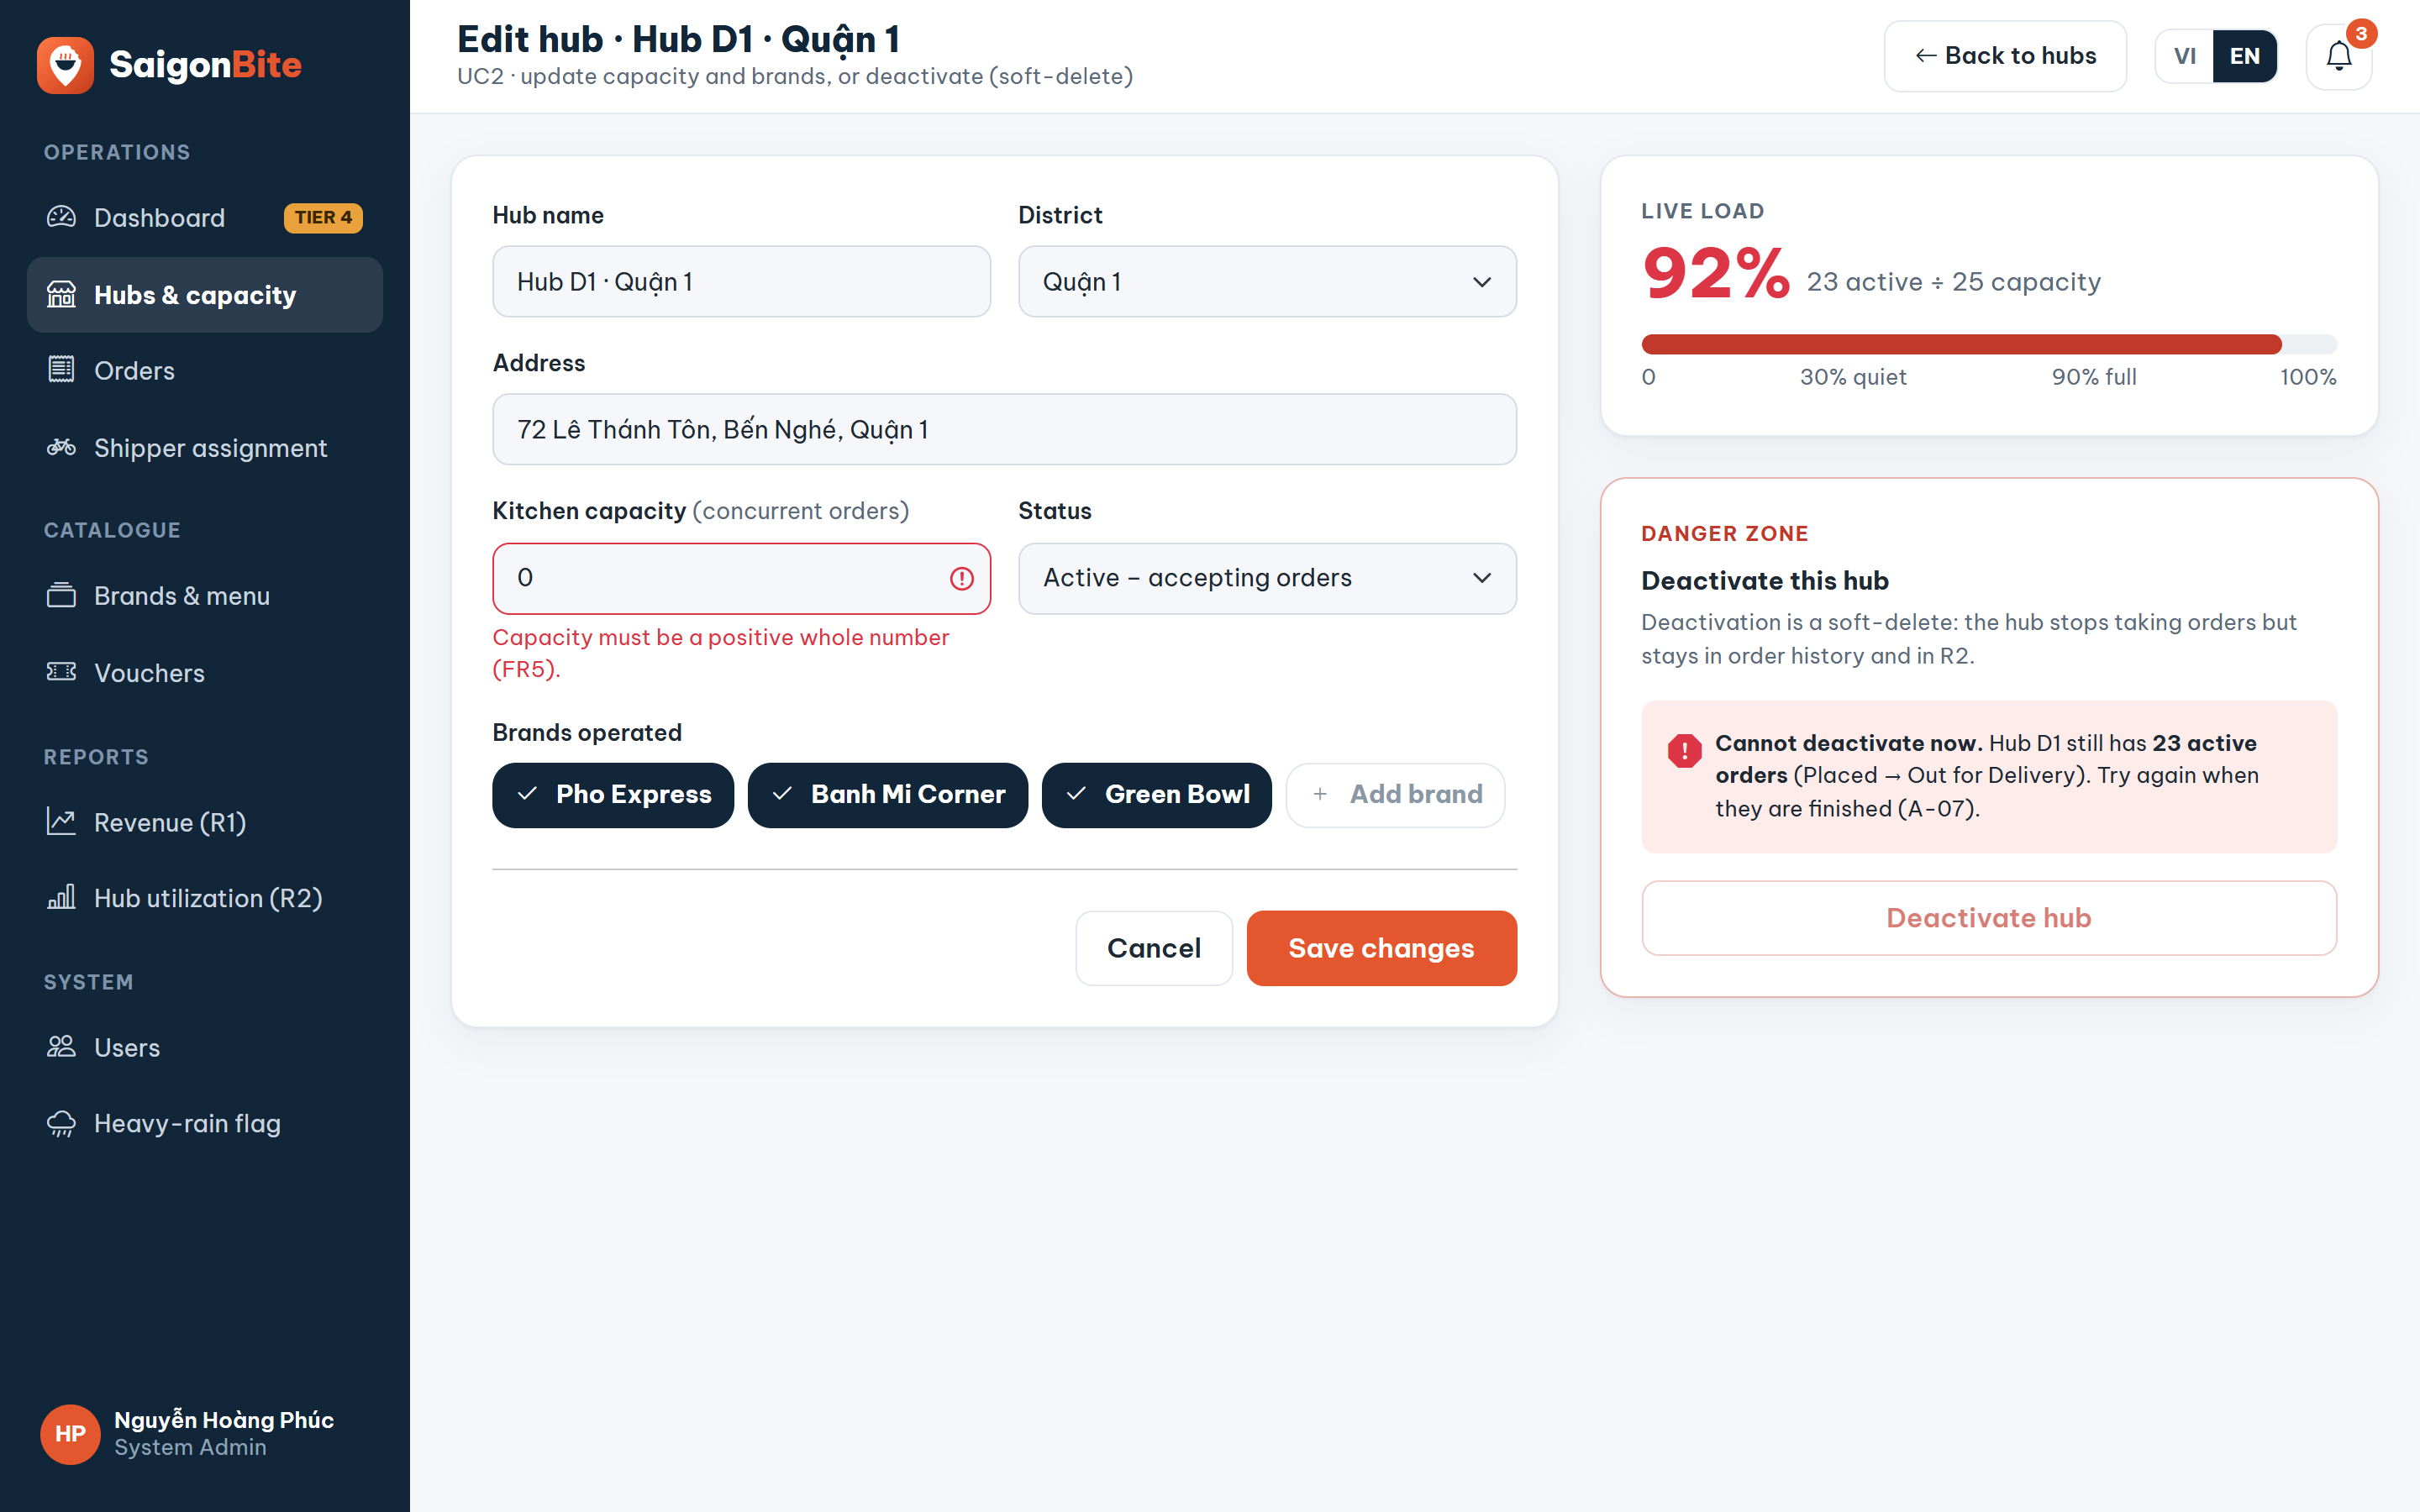 SaigonBite
OPERATIONS
Dashboard
TIER 4
Hubs & capacity
Orders
Shipper assignment
CATALOGUE
Brands & menu
Vouchers
REPORTS
Revenue (R1)
Hub utilization (R2)
SYSTEM
Users
Heavy-rain flag
HP
Nguyễn Hoàng Phúc
System Admin
Edit hub · Hub D1 · Quận 1
UC2 · update capacity and brands, or deactivate (soft-delete)
← Back to hubs
VI
EN
3
Hub name
Hub D1 · Quận 1
District
Quận 1
Address
72 Lê Thánh Tôn, Bến Nghé, Quận 1
Kitchen capacity (concurrent orders)
0
Capacity must be a positive whole number
(FR5).
Status
Active – accepting orders
Brands operated
Pho Express
Banh Mi Corner
Green Bowl
+ Add brand
Cancel
Save changes
LIVE LOAD
92% 23 active ÷ 25 capacity
0
30% quiet
90% full
100%
DANGER ZONE
Deactivate this hub
Deactivation is a soft-delete: the hub stops taking orders but
stays in order history and in R2.
Cannot deactivate now. Hub D1 still has 23 active
orders (Placed → Out for Delivery). Try again when
they are finished (A-07).
Deactivate hub